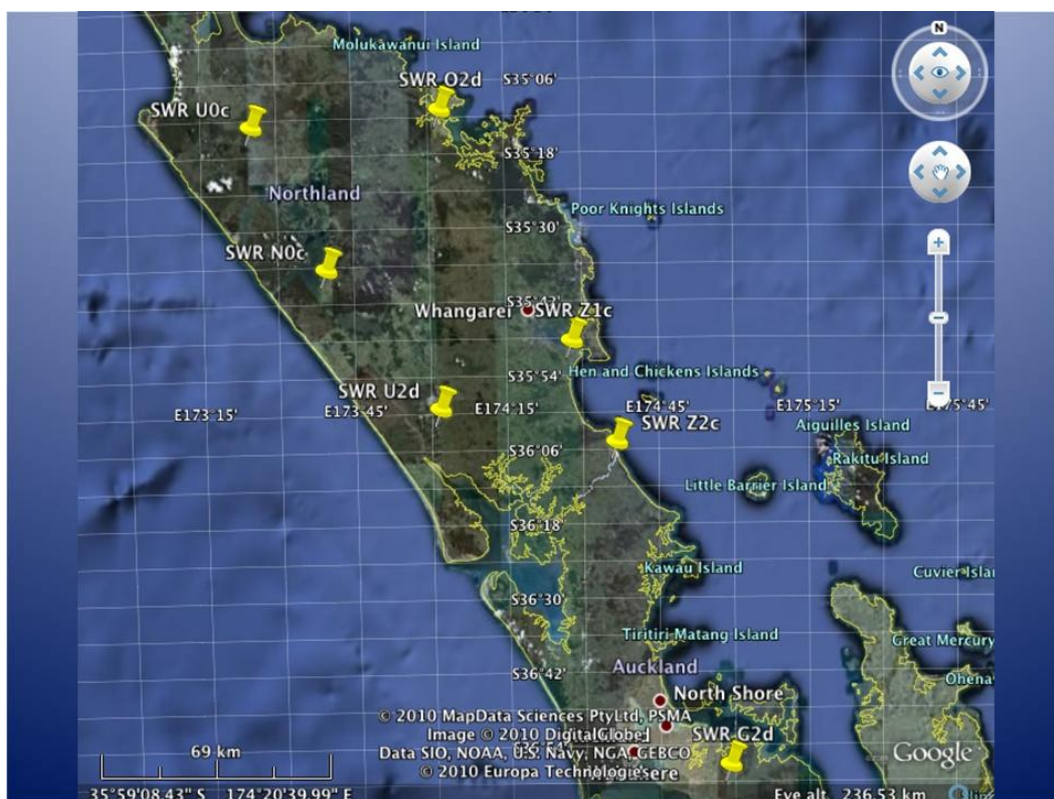 N
Molukawanui Island
SWR O2d
S35°06'
SWR U0c
S35°18'
Northland
Poor Knights Islands
S35°30'
SWR N0c
S35°42'
Whangarei
SWR Z1c
S35°54'
Hen and Chickens Islands
SWR U2d
E173°15'
E173°45'
E174°15'
E174°45'
E175°15'
E175°45'
SWR Z2c
Aiguilles Island
S36°06'
Rakitu Island
Little Barrier Island
S36°18'
Kawau Island
Cuvier Islan
S36°30'
Tiritiri Matang Island
Great Mercury
Auckland
S36°42'
Ohena
North Shore
© 2010 MapData Sciences PtyLtd, PSMA
Image © 2010 DigitalGlobe
SWR G2d
Data SIO, NOAA, U.S. Navy, NGA, GEBCO
© 2010 Europa Technologies
69 km
Google
35°59'08.43" S 174°20'39.99" E
Eye alt 236.53 km